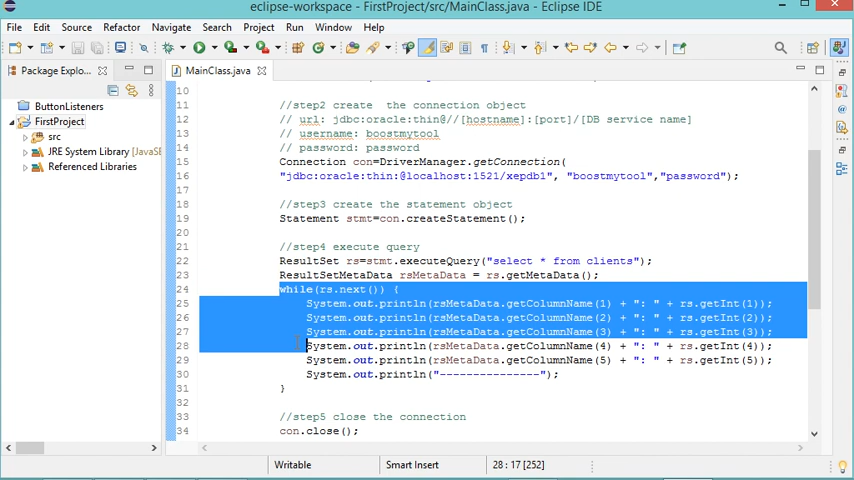 eclipse-workspace - FirstProject/src/MainClass.java - Eclipse IDE
File Edit Source Refactor Navigate Search Project Run Window Help
Package Explo...
MainClass.java
ButtonListeners
FirstProject
src
JRE System Library [JavaSE
Referenced Libraries
10
11 //step2 create  the connection object
12 // url: jdbc:oracle:thin@//[hostname]:[port]/[DB service name]
13 // username: boostmytool
14 // password: password
15 Connection con=DriverManager.getConnection(
16 "jdbc:oracle:thin:@localhost:1521/xepdb1", "boostmytool","password");
17
18 //step3 create the statement object
19 Statement stmt=con.createStatement();
20
21 //step4 execute query
22 ResultSet rs=stmt.executeQuery("select * from clients");
23 ResultSetMetaData rsMetaData = rs.getMetaData();
24 while(rs.next()) {
25 System.out.println(rsMetaData.getColumnName(1) + ": " + rs.getInt(1));
26 System.out.println(rsMetaData.getColumnName(2) + ": " + rs.getInt(2));
27 System.out.println(rsMetaData.getColumnName(3) + ": " + rs.getInt(3));
28 System.out.println(rsMetaData.getColumnName(4) + ": " + rs.getInt(4));
29 System.out.println(rsMetaData.getColumnName(5) + ": " + rs.getInt(5));
30 System.out.println("---------------");
31 }
32
33 //step5 close the connection
34 con.close();
Writable Smart Insert 28 : 17 [252]